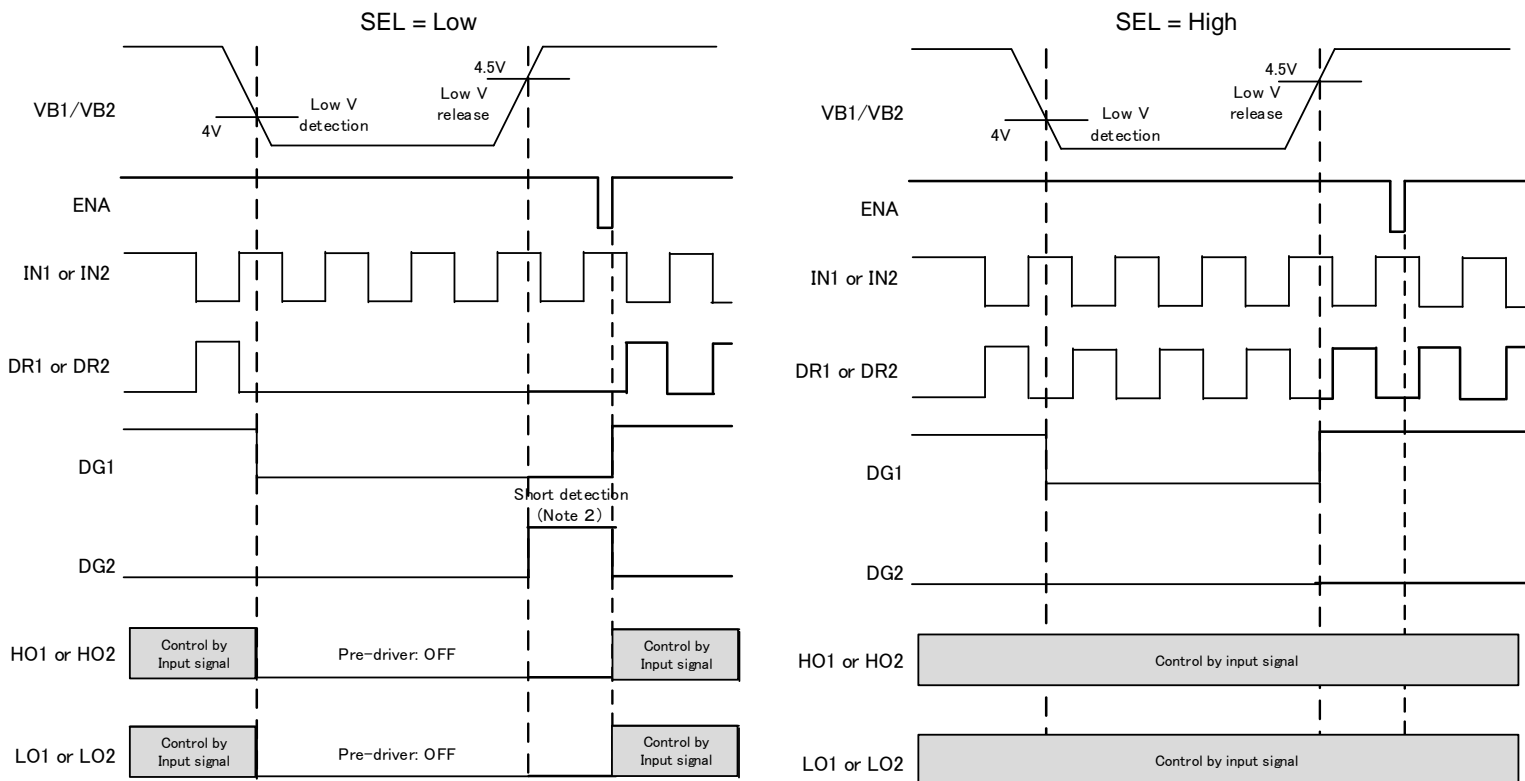 SEL = Low
VB1/VB2
4V
Low V
detection
4.5V
Low V
release
ENA
IN1 or IN2
DR1 or DR2
DG1
Short detection
(Note 2)
DG2
HO1 or HO2
Control by
Input signal
Pre-driver: OFF
Control by
Input signal
LO1 or LO2
Control by
Input signal
Pre-driver: OFF
Control by
Input signal
SEL = High
VB1/VB2
4V
Low V
detection
4.5V
Low V
release
ENA
IN1 or IN2
DR1 or DR2
DG1
DG2
HO1 or HO2
Control by input signal
LO1 or LO2
Control by input signal